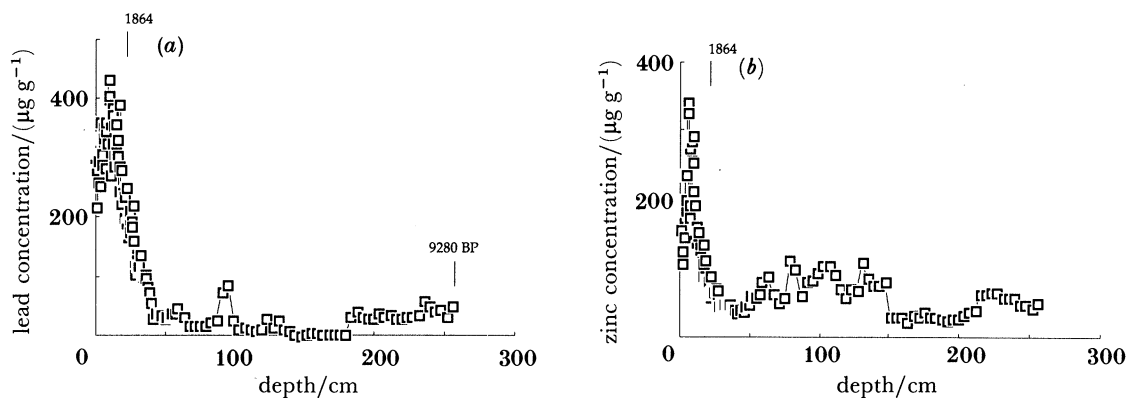 1864
(a)
lead concentration/(µg g⁻¹)
400
200
9280 BP
0
100
200
300
depth/cm
1864
(b)
zinc concentration/(µg g⁻¹)
400
200
0
100
200
300
depth/cm